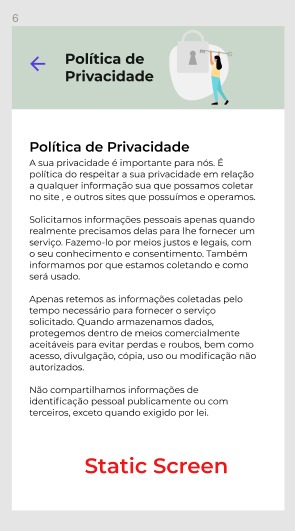 6
Política de
Privacidade
Política de Privacidade
A sua privacidade é importante para nós. É
política do respeitar a sua privacidade em relação
a qualquer informação sua que possamos coletar
no site , e outros sites que possuímos e operamos.
Solicitamos informações pessoais apenas quando
realmente precisamos delas para lhe fornecer um
serviço. Fazemo-lo por meios justos e legais, com
o seu conhecimento e consentimento. Também
informamos por que estamos coletando e como
será usado.
Apenas retemos as informações coletadas pelo
tempo necessário para fornecer o serviço
solicitado. Quando armazenamos dados,
protegemos dentro de meios comercialmente
aceitáveis para evitar perdas e roubos, bem como
acesso, divulgação, cópia, uso ou modificação não
autorizados.
Não compartilhamos informações de
identificação pessoal publicamente ou com
terceiros, exceto quando exigido por lei.
Static Screen